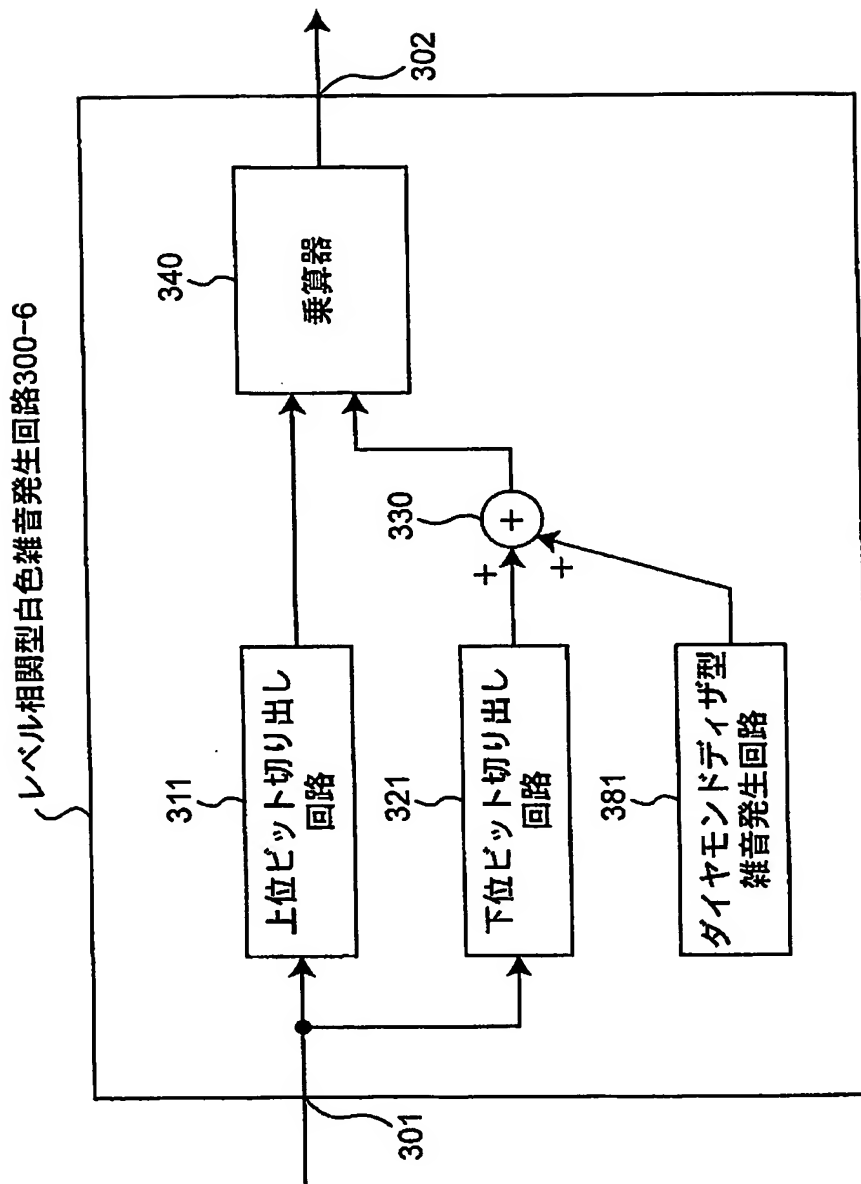 レベル相関型白色雑音発生回路300-6
301
311
上位ビット切り出し
回路
321
下位ビット切り出し
回路
381
ダイヤモンドディザ型
雑音発生回路
330
+
+
+
340
乗算器
302